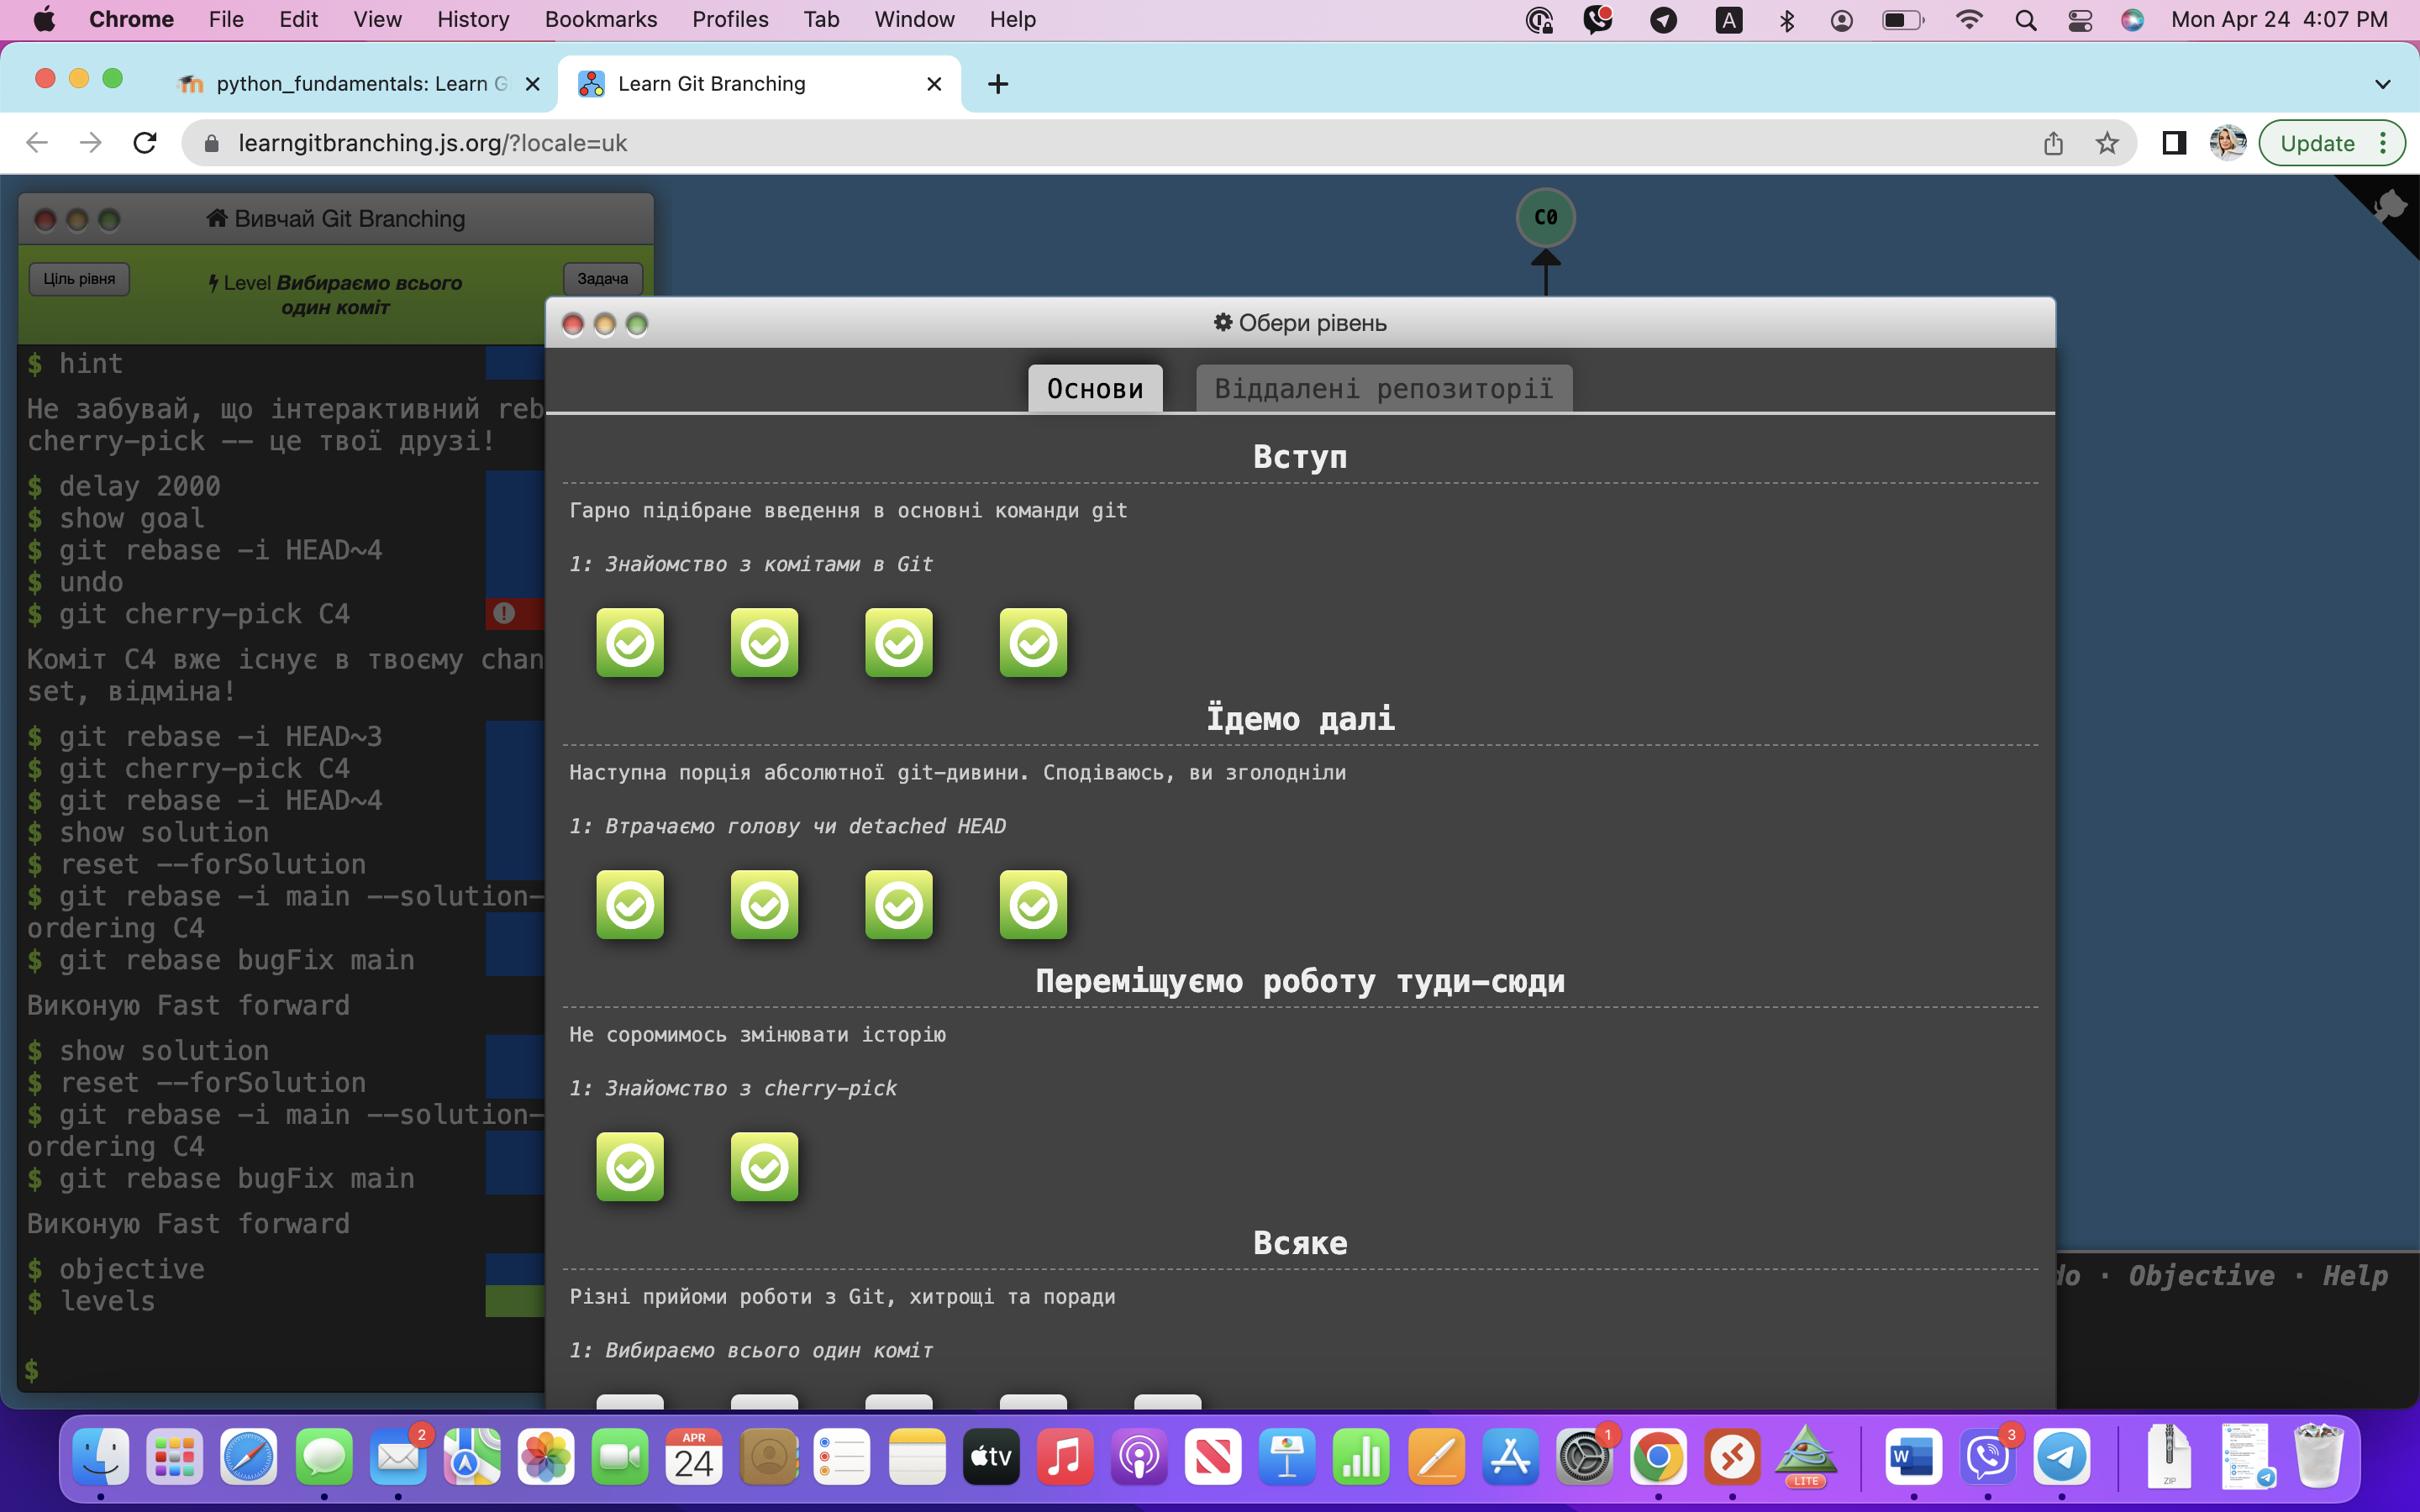 Chrome File Edit View History Bookmarks Profiles Tab Window Help
A
Mon Apr 24 4:07 PM
python_fundamentals: Learn G
Learn Git Branching
learngitbranching.js.org/?locale=uk
Update
Вивчай Git Branching
Ціль рівня
Level Вибираємо всього
один коміт
Задача
$ hint
Не забувай, що інтерактивний reb
cherry-pick -- це твої друзі!
$ delay 2000
$ show goal
$ git rebase -i HEAD~4
$ undo
$ git cherry-pick C4
Коміт C4 вже існує в твоєму chan
set, відміна!
$ git rebase -i HEAD~3
$ git cherry-pick C4
$ git rebase -i HEAD~4
$ show solution
$ reset --forSolution
$ git rebase -i main --solution-
ordering C4
$ git rebase bugFix main
Виконую Fast forward
$ show solution
$ reset --forSolution
$ git rebase -i main --solution-
ordering C4
$ git rebase bugFix main
Виконую Fast forward
$ objective
$ levels
$
C0
Обери рівень
Основи
Віддалені репозиторії
Вступ
Гарно підібране введення в основні команди git
1: Знайомство з комітами в Git
Їдемо далі
Наступна порція абсолютної git-дивини. Сподіваюсь, ви зголодніли
1: Втрачаємо голову чи detached HEAD
Переміщуємо роботу туди-сюди
Не соромимось змінювати історію
1: Знайомство з cherry-pick
Всяке
Різні прийоми роботи з Git, хитрощі та поради
1: Вибираємо всього один коміт
do · Objective · Help
2
APR
24
tv
1
LITE
W
3
ZIP